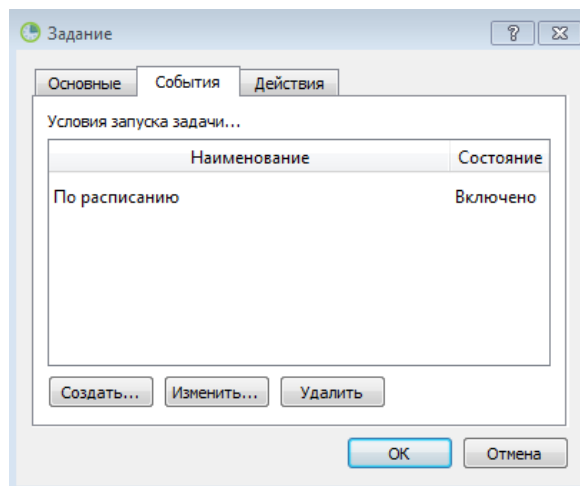 Задание
Основные События Действия
Условия запуска задачи...
Наименование Состояние
По расписанию Включено
Создать... Изменить... Удалить
OK Отмена